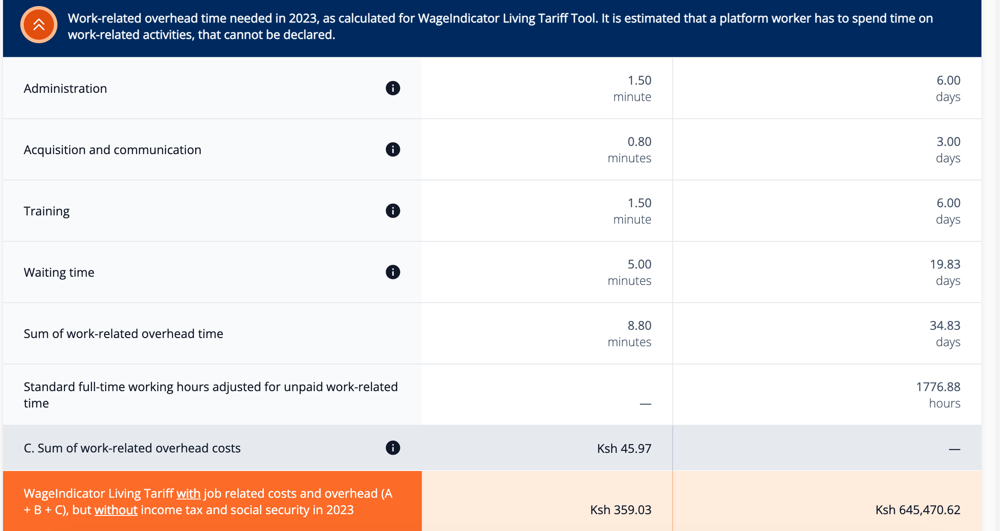 Work-related overhead time needed in 2023, as calculated for WageIndicator Living Tariff Tool. It is estimated that a platform worker has to spend time on
work-related activities, that cannot be declared.
Administration
1.50
minute
6.00
days
Acquisition and communication
0.80
minutes
3.00
days
Training
1.50
minute
6.00
days
Waiting time
5.00
minutes
19.83
days
Sum of work-related overhead time
8.80
minutes
34.83
days
Standard full-time working hours adjusted for unpaid work-related
time
—
1776.88
hours
C. Sum of work-related overhead costs
Ksh 45.97
—
WageIndicator Living Tariff with job related costs and overhead (A
+ B + C), but without income tax and social security in 2023
Ksh 359.03
Ksh 645,470.62